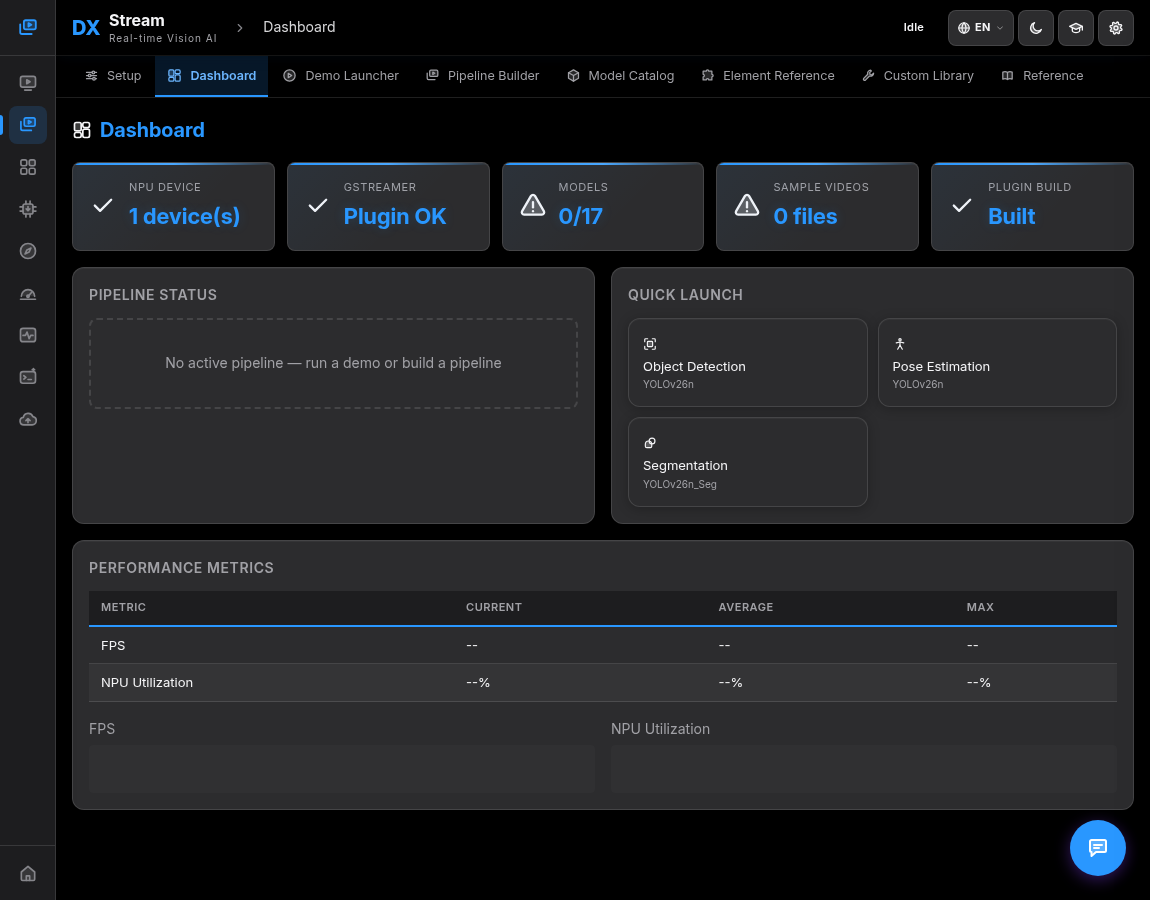 DX Stream
Real-time Vision AI
Dashboard
Idle
EN
Setup
Dashboard
Demo Launcher
Pipeline Builder
Model Catalog
Element Reference
Custom Library
Reference
Dashboard
NPU DEVICE
1 device(s)
GSTREAMER
Plugin OK
MODELS
0/17
SAMPLE VIDEOS
0 files
PLUGIN BUILD
Built
PIPELINE STATUS
No active pipeline — run a demo or build a pipeline
QUICK LAUNCH
Object Detection
YOLOv26n
Pose Estimation
YOLOv26n
Segmentation
YOLOv26n_Seg
PERFORMANCE METRICS
METRIC CURRENT AVERAGE MAX
FPS -- -- --
NPU Utilization --% --% --%
FPS
NPU Utilization